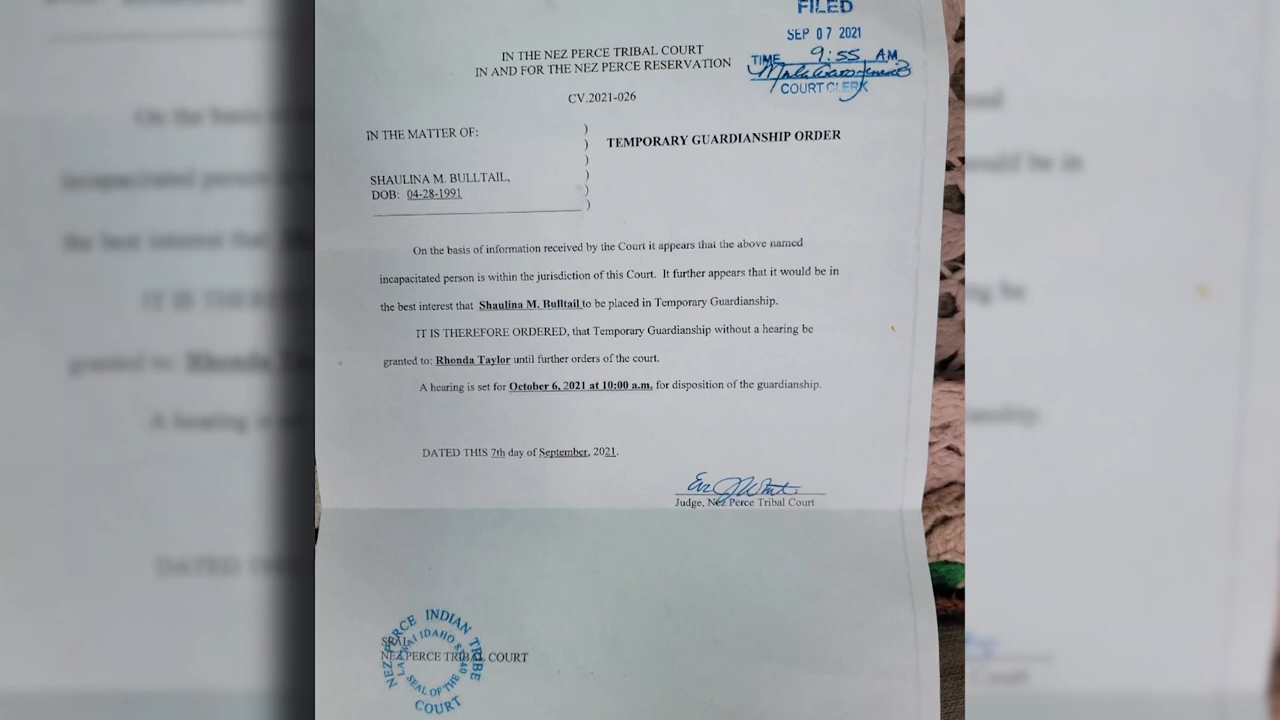 FILED
SEP 07 2021
TIME 9:55 AM
COURT CLERK
IN THE NEZ PERCE TRIBAL COURT
IN AND FOR THE NEZ PERCE RESERVATION
CV.2021-026
IN THE MATTER OF:
SHAULINA M. BULLTAIL,
DOB: 04-28-1991
)
)
)
)
)
)
TEMPORARY GUARDIANSHIP ORDER
On the basis of information received by the Court it appears that the above named
incapacitated person is within the jurisdiction of this Court. It further appears that it would be in
the best interest that Shaulina M. Bulltail to be placed in Temporary Guardianship.
IT IS THEREFORE ORDERED, that Temporary Guardianship without a hearing be
granted to: Rhonda Taylor until further orders of the court.
A hearing is set for October 6, 2021 at 10:00 a.m. for disposition of the guardianship.
DATED THIS 7th day of September, 2021.
Judge, Nez Perce Tribal Court
SEAL
NEZ PERCE TRIBAL COURT
NEZ PERCE INDIAN TRIBE
LAPWAI IDAHO 83540
SEAL OF THE
COURT